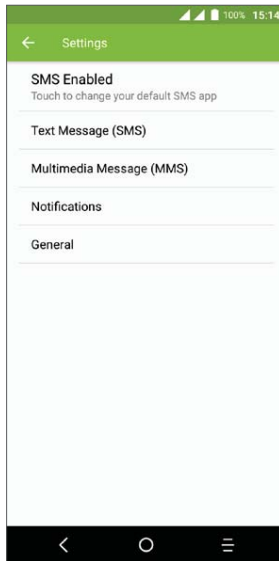 100% 15:14
Settings
SMS Enabled
Touch to change your default SMS app
Text Message (SMS)
Multimedia Message (MMS)
Notifications
General